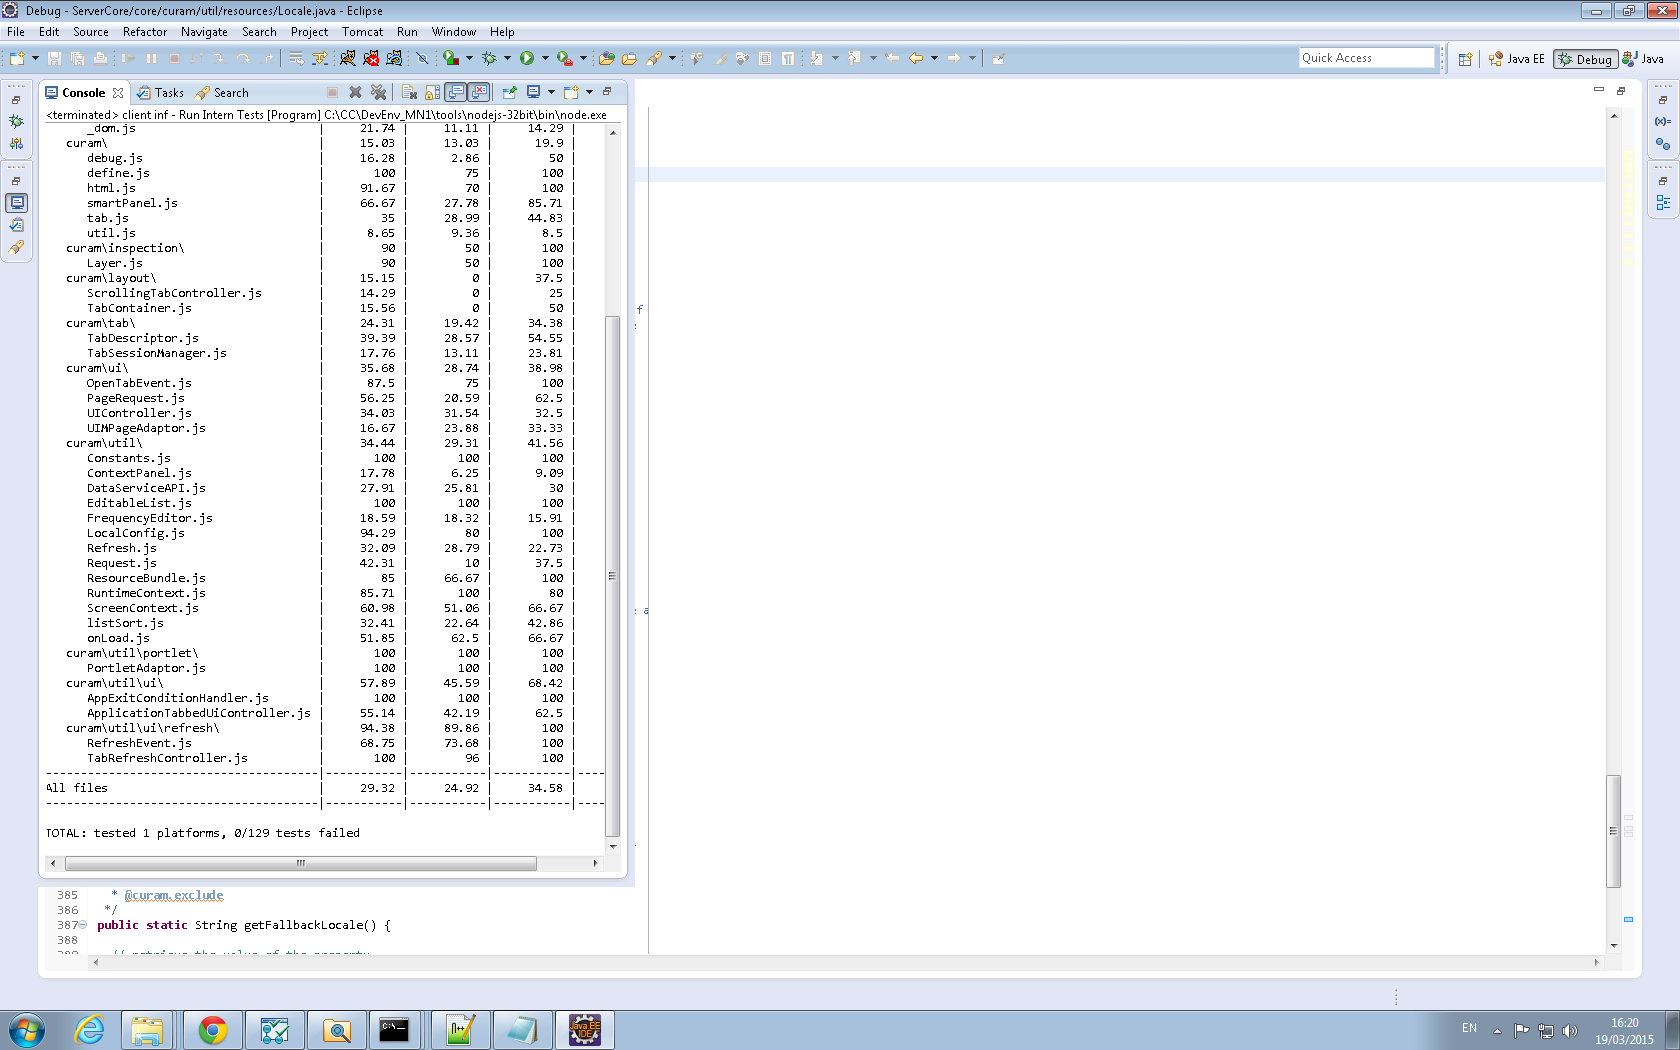 Debug - ServerCore/core/curam/util/resources/Locale.java - Eclipse
File Edit Source Refactor Navigate Search Project Tomcat Run Window Help
Quick Access
Java EE
Debug
Java
Console
Tasks
Search
<terminated> client inf - Run Intern Tests [Program] C:\CC\DevEnv_MN1\tools\nodejs-32bit\bin\node.exe
_dom.js | 21.74 | 11.11 | 14.29 |
curam\ | 15.03 | 13.03 | 19.9 |
debug.js | 16.28 | 2.86 | 50 |
define.js | 100 | 75 | 100 |
html.js | 91.67 | 70 | 100 |
smartPanel.js | 66.67 | 27.78 | 85.71 |
tab.js | 35 | 28.99 | 44.83 |
util.js | 8.65 | 9.36 | 8.5 |
curam\inspection\ | 90 | 50 | 100 |
Layer.js | 90 | 50 | 100 |
curam\layout\ | 15.15 | 0 | 37.5 |
ScrollingTabController.js | 14.29 | 0 | 25 |
TabContainer.js | 15.56 | 0 | 50 |
curam\tab\ | 24.31 | 19.42 | 34.38 |
TabDescriptor.js | 39.39 | 28.57 | 54.55 |
TabSessionManager.js | 17.76 | 13.11 | 23.81 |
curam\ui\ | 35.68 | 28.74 | 38.98 |
OpenTabEvent.js | 87.5 | 75 | 100 |
PageRequest.js | 56.25 | 20.59 | 62.5 |
UIController.js | 34.03 | 31.54 | 32.5 |
UIMPageAdaptor.js | 16.67 | 23.88 | 33.33 |
curam\util\ | 34.44 | 29.31 | 41.56 |
Constants.js | 100 | 100 | 100 |
ContextPanel.js | 17.78 | 6.25 | 9.09 |
DataServiceAPI.js | 27.91 | 25.81 | 30 |
EditableList.js | 100 | 100 | 100 |
FrequencyEditor.js | 18.59 | 18.32 | 15.91 |
LocalConfig.js | 94.29 | 80 | 100 |
Refresh.js | 32.09 | 28.79 | 22.73 |
Request.js | 42.31 | 10 | 37.5 |
ResourceBundle.js | 85 | 66.67 | 100 |
RuntimeContext.js | 85.71 | 100 | 80 |
ScreenContext.js | 60.98 | 51.06 | 66.67 |
listSort.js | 32.41 | 22.64 | 42.86 |
onLoad.js | 51.85 | 62.5 | 66.67 |
curam\util\portlet\ | 100 | 100 | 100 |
PortletAdaptor.js | 100 | 100 | 100 |
curam\util\ui\ | 57.89 | 45.59 | 68.42 |
AppExitConditionHandler.js | 100 | 100 | 100 |
ApplicationTabbedUiController.js | 55.14 | 42.19 | 62.5 |
curam\util\ui\refresh\ | 94.38 | 89.86 | 100 |
RefreshEvent.js | 68.75 | 73.68 | 100 |
TabRefreshController.js | 100 | 96 | 100 |
All files | 29.32 | 24.92 | 34.58 |
TOTAL: tested 1 platforms, 0/129 tests failed
f
a
385 * @curam.exclude
386 */
387 public static String getFallbackLocale() {
388
EN
16:20
19/03/2015